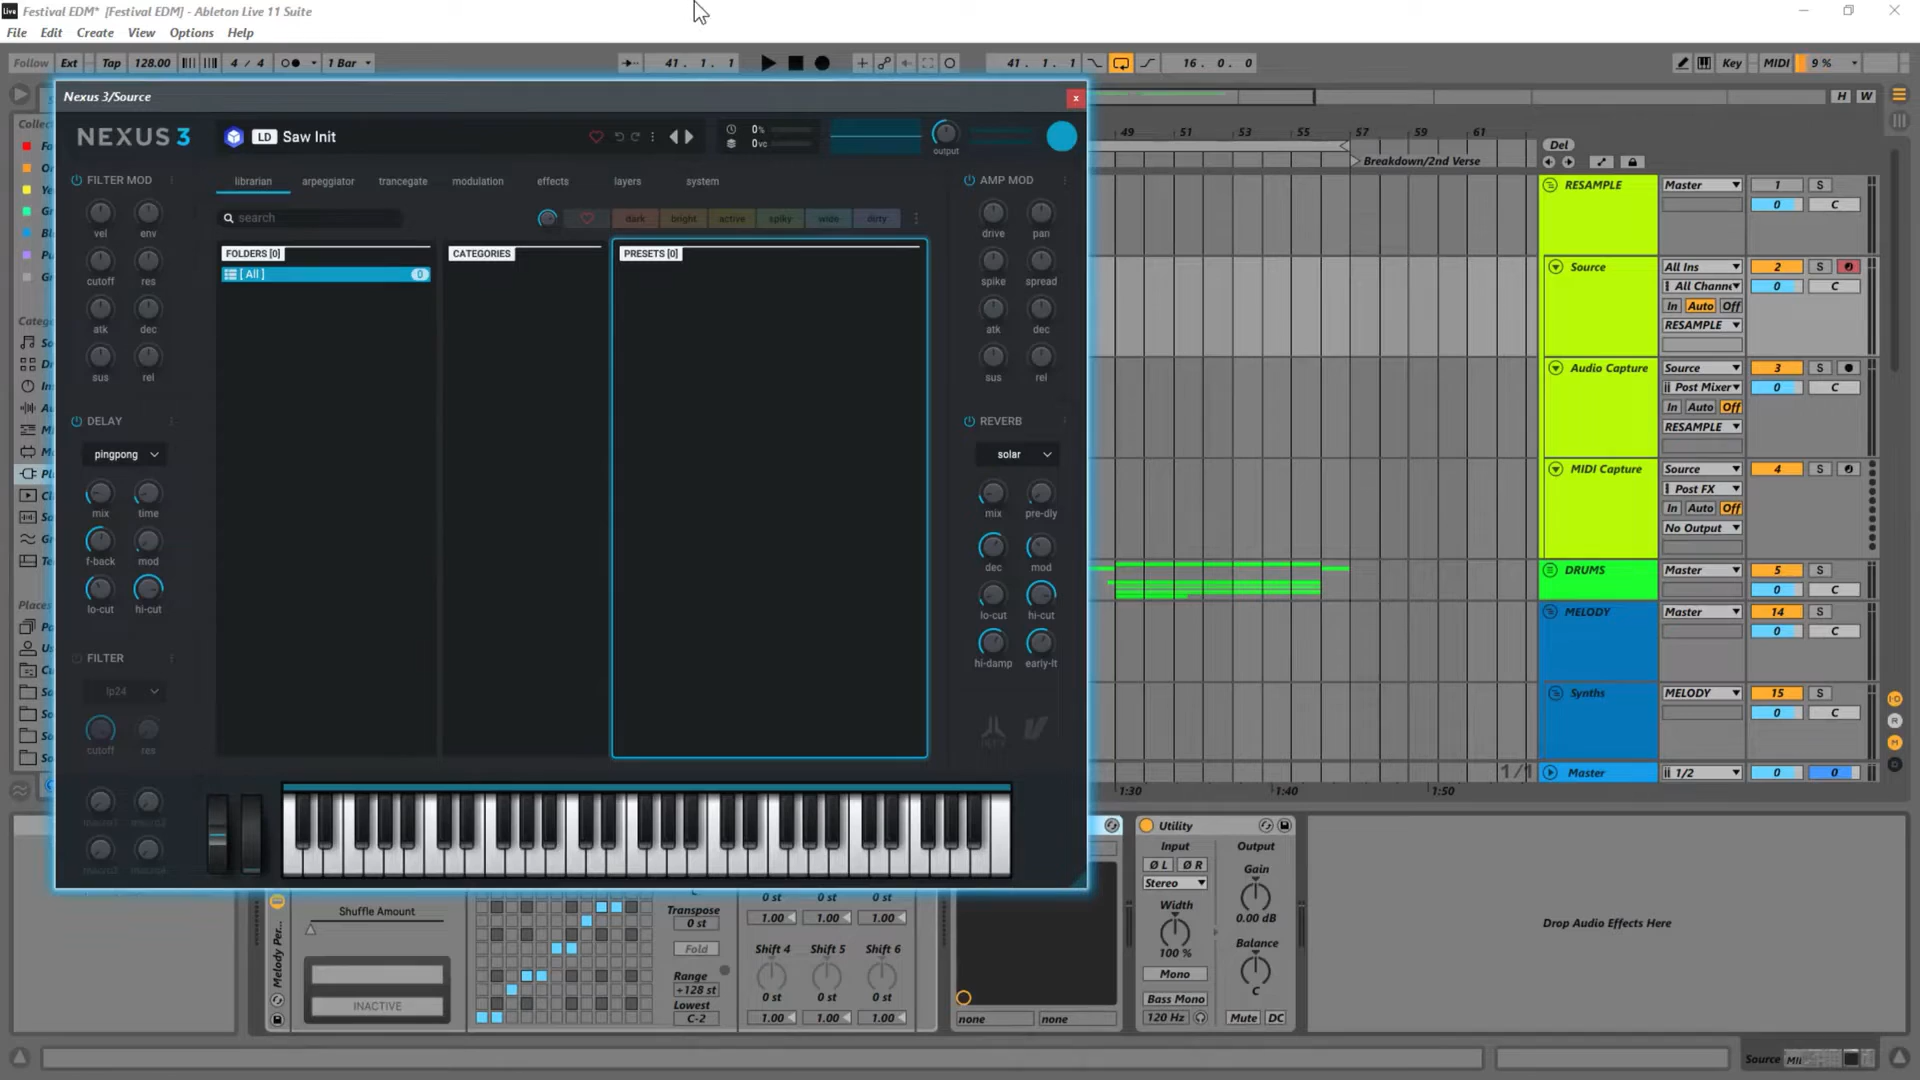 Festival EDM* [Festival EDM] - Ableton Live 11 Suite
File Edit Create View Options Help
Follow Ext Tap 128.00 4 / 4 1 Bar 41. 1. 1 41. 1. 1 16. 0. 0 Key MIDI 9 %
Nexus 3/Source
H W
NEXUS 3 LD Saw Init 0% 0vc output
49 51 53 55 57 59 61
Del
Breakdown/2nd Verse
FILTER MOD
vel env
cutoff res
atk dec
sus rel
DELAY
pingpong
mix time
f-back mod
lo-cut hi-cut
FILTER
lp24
cutoff res
macro1 macro2
macro3 macro4
librarian arpeggiator trancegate modulation effects layers system
search dark bright active spiky wide dirty
FOLDERS [0] CATEGORIES PRESETS [0]
[ All ] 0
AMP MOD
drive pan
spike spread
atk dec
sus rel
REVERB
solar
mix pre-dly
dec mod
lo-cut hi-cut
hi-damp early-lt
RESAMPLE Master 1 S
0 C
Source All Ins 2 S
All Channe 0 C
In Auto Off
RESAMPLE
Audio Capture Source 3 S
Post Mixer 0 C
In Auto Off
RESAMPLE
MIDI Capture Source 4 S
Post FX
In Auto Off
No Output
DRUMS Master 5 S
0 C
MELODY Master 14 S
0 C
Synths MELODY 15 S
0 C
1/1 Master 1/2 0 0
1:30 1:40 1:50
Collec
Places
Melody Per...
Shuffle Amount
INACTIVE
Transpose
0 st
Fold
Range
+128 st
Lowest
C-2
0 st 0 st 0 st
1.00 1.00 1.00
Shift 4 Shift 5 Shift 6
0 st 0 st 0 st
1.00 1.00 1.00
none none
Utility
Input Output
Ø L Ø R Gain
Stereo
Width 0.00 dB
100 % Balance
Mono C
Bass Mono
120 Hz Mute DC
Drop Audio Effects Here
Source